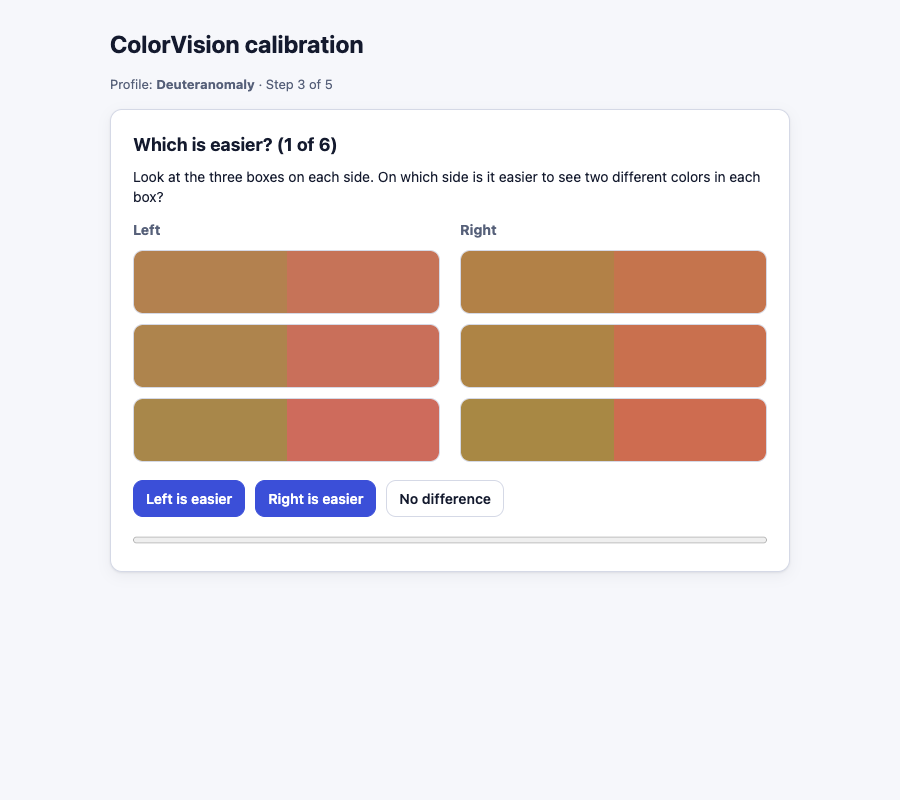 ColorVision calibration
Profile: Deuteranomaly · Step 3 of 5
Which is easier? (1 of 6)
Look at the three boxes on each side. On which side is it easier to see two different colors in each
box?
Left
Right
Left is easier
Right is easier
No difference